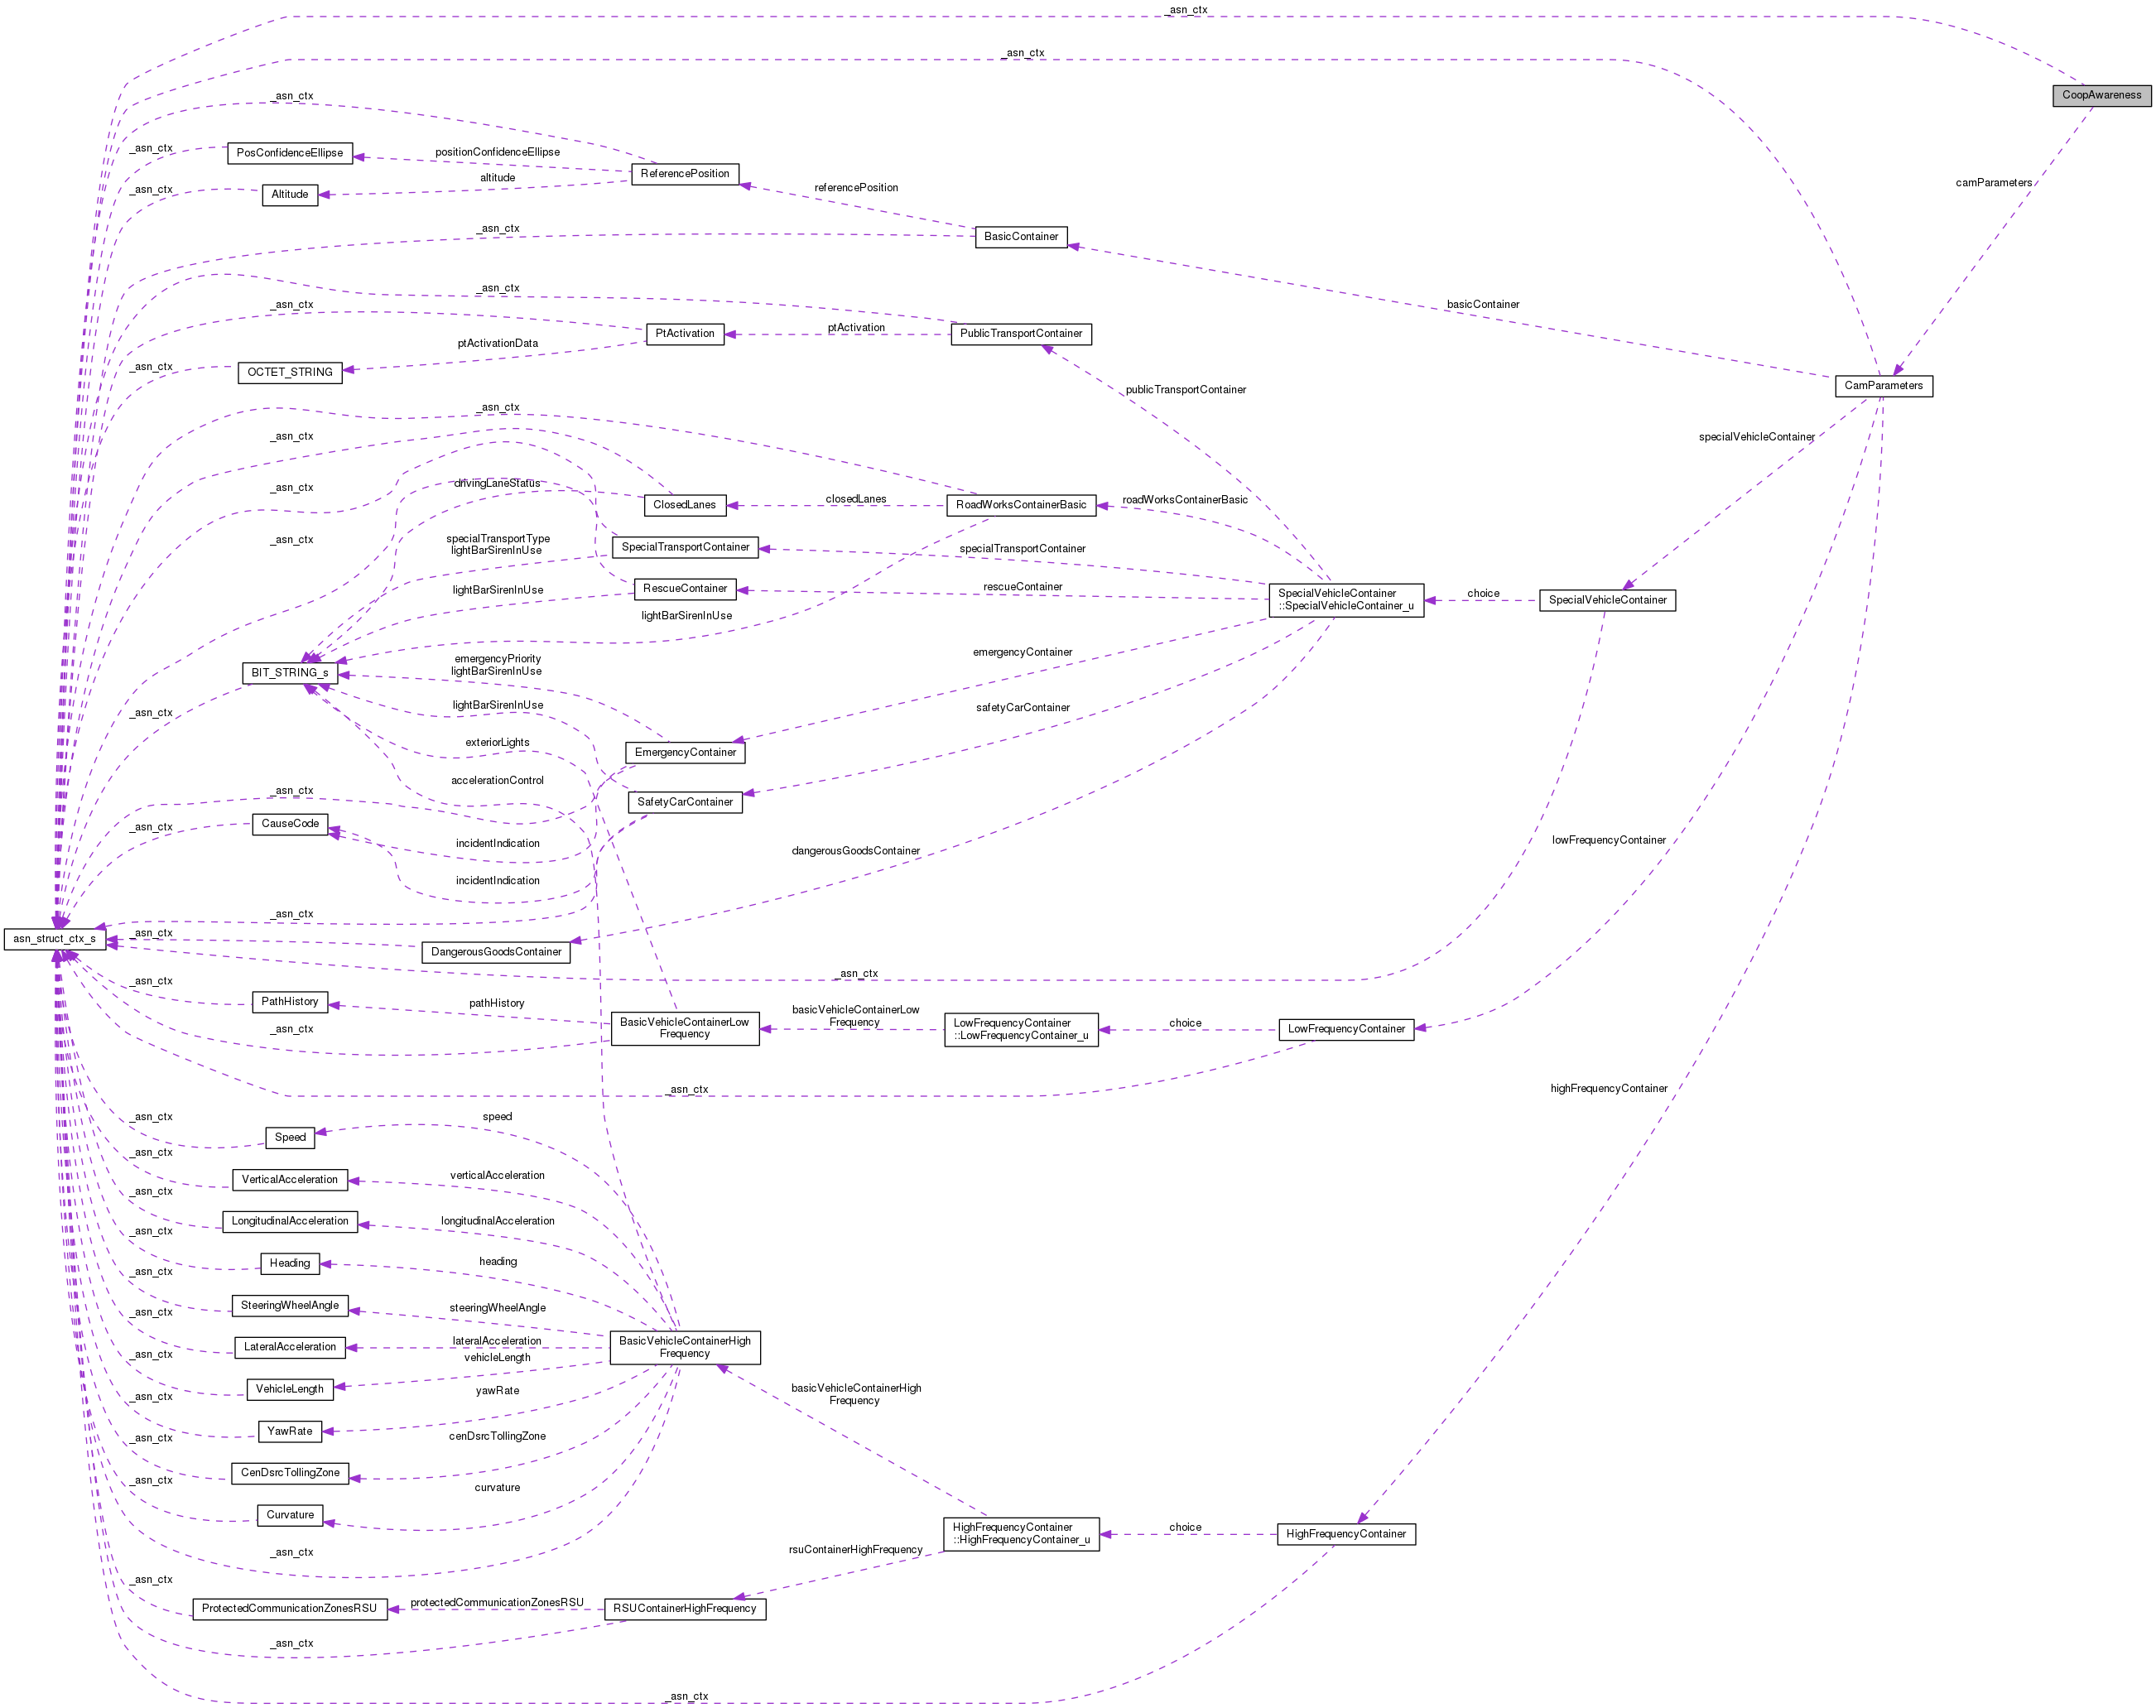 _asn_ctx
_asn_ctx
CoopAwareness
_asn_ctx
_asn_ctx
PosConfidenceEllipse
positionConfidenceEllipse
ReferencePosition
camParameters
_asn_ctx
Altitude
altitude
referencePosition
_asn_ctx
BasicContainer
_asn_ctx
_asn_ctx
basicContainer
PtActivation
ptActivation
PublicTransportContainer
ptActivationData
_asn_ctx
OCTET_STRING
CamParameters
publicTransportContainer
_asn_ctx
_asn_ctx
specialVehicleContainer
_asn_ctx
drivingLaneStatus
ClosedLanes
closedLanes
RoadWorksContainerBasic
roadWorksContainerBasic
_asn_ctx
specialTransportType
lightBarSirenInUse
SpecialTransportContainer
specialTransportContainer
lightBarSirenInUse
RescueContainer
rescueContainer
SpecialVehicleContainer
::SpecialVehicleContainer_u
choice
SpecialVehicleContainer
lightBarSirenInUse
BIT_STRING_s
emergencyPriority
lightBarSirenInUse
emergencyContainer
_asn_ctx
lightBarSirenInUse
safetyCarContainer
exteriorLights
EmergencyContainer
accelerationControl
_asn_ctx
SafetyCarContainer
_asn_ctx
CauseCode
incidentIndication
dangerousGoodsContainer
lowFrequencyContainer
incidentIndication
_asn_ctx
asn_struct_ctx_s
_asn_ctx
DangerousGoodsContainer
_asn_ctx
_asn_ctx
PathHistory
pathHistory
_asn_ctx
BasicVehicleContainerLow
Frequency
basicVehicleContainerLow
Frequency
LowFrequencyContainer
::LowFrequencyContainer_u
choice
LowFrequencyContainer
_asn_ctx
highFrequencyContainer
_asn_ctx
Speed
speed
_asn_ctx
VerticalAcceleration
verticalAcceleration
_asn_ctx
LongitudinalAcceleration
longitudinalAcceleration
_asn_ctx
Heading
heading
_asn_ctx
SteeringWheelAngle
steeringWheelAngle
_asn_ctx
LateralAcceleration
lateralAcceleration
BasicVehicleContainerHigh
Frequency
_asn_ctx
VehicleLength
vehicleLength
_asn_ctx
YawRate
yawRate
basicVehicleContainerHigh
Frequency
_asn_ctx
CenDsrcTollingZone
cenDsrcTollingZone
_asn_ctx
Curvature
curvature
_asn_ctx
rsuContainerHighFrequency
HighFrequencyContainer
::HighFrequencyContainer_u
choice
HighFrequencyContainer
_asn_ctx
ProtectedCommunicationZonesRSU
protectedCommunicationZonesRSU
RSUContainerHighFrequency
_asn_ctx
_asn_ctx